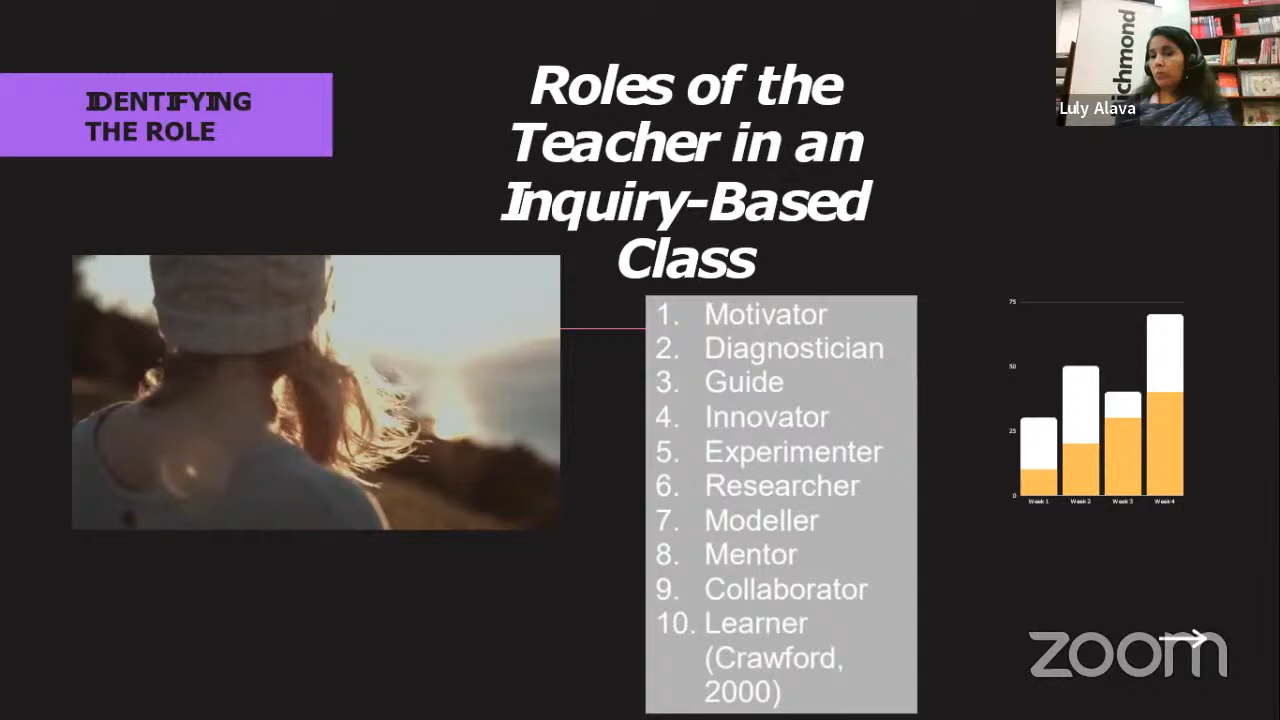 IDENTIFYING
THE ROLE
Roles of the
Teacher in an
Inquiry-Based
Class
1. Motivator
2. Diagnostician
3. Guide
4. Innovator
5. Experimenter
6. Researcher
7. Modeller
8. Mentor
9. Collaborator
10. Learner
(Crawford,
2000)
75
50
25
0
Week 1 Week 2 Week 3 Week 4
ichmond
Luly Alava
zoom